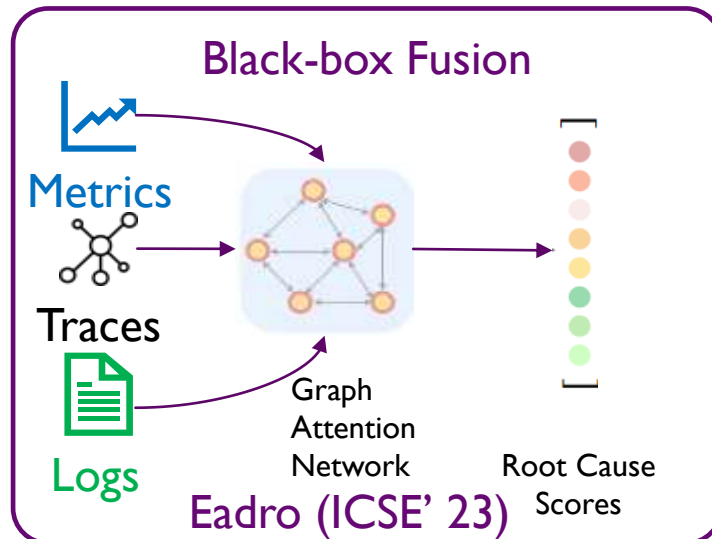 Black-box Fusion
Metrics
Traces
Logs
Graph
Attention
Network
Root Cause
Scores
Eadro (ICSE’ 23)